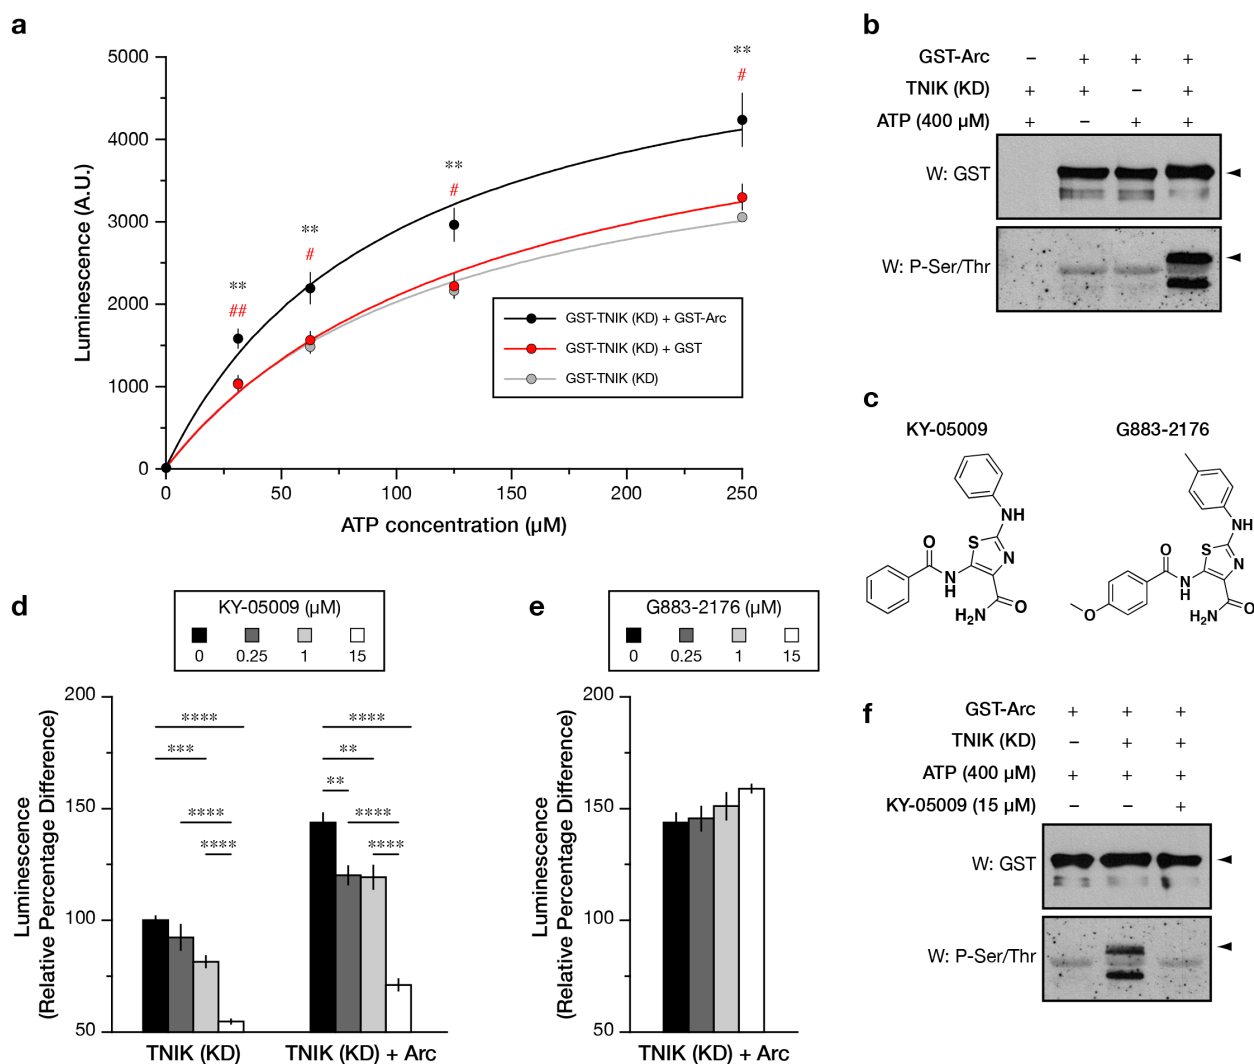 a
5000
4000
3000
2000
1000
0
Luminescence (A.U.)
0
50
100
150
200
250
ATP concentration (µM)
**
##
**
#
**
#
**
#
GST-TNIK (KD) + GST-Arc
GST-TNIK (KD) + GST
GST-TNIK (KD)
b
GST-Arc – + + +
TNIK (KD) + + – +
ATP (400 µM) + – + +
W: GST
W: P-Ser/Thr
c
KY-05009
G883-2176
NH
S
N
O
N
H
H₂N
O
NH
S
N
O
N
H
O
H₂N
O
d
KY-05009 (µM)
0 0.25 1 15
200
150
100
50
Luminescence
(Relative Percentage Difference)
****
***
****
****
****
**
**
****
****
TNIK (KD)
TNIK (KD) + Arc
e
G883-2176 (µM)
0 0.25 1 15
200
150
100
50
Luminescence
(Relative Percentage Difference)
TNIK (KD) + Arc
f
GST-Arc + + +
TNIK (KD) – + +
ATP (400 µM) + + +
KY-05009 (15 µM) – – +
W: GST
W: P-Ser/Thr